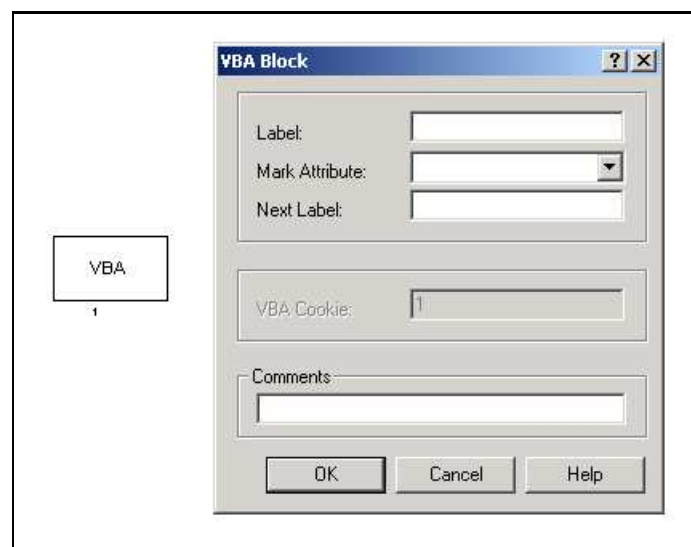 VBA Block
Label:
Mark Attribute:
Next Label:
VBA
1
VBA Cookie: 1
Comments
OK Cancel Help